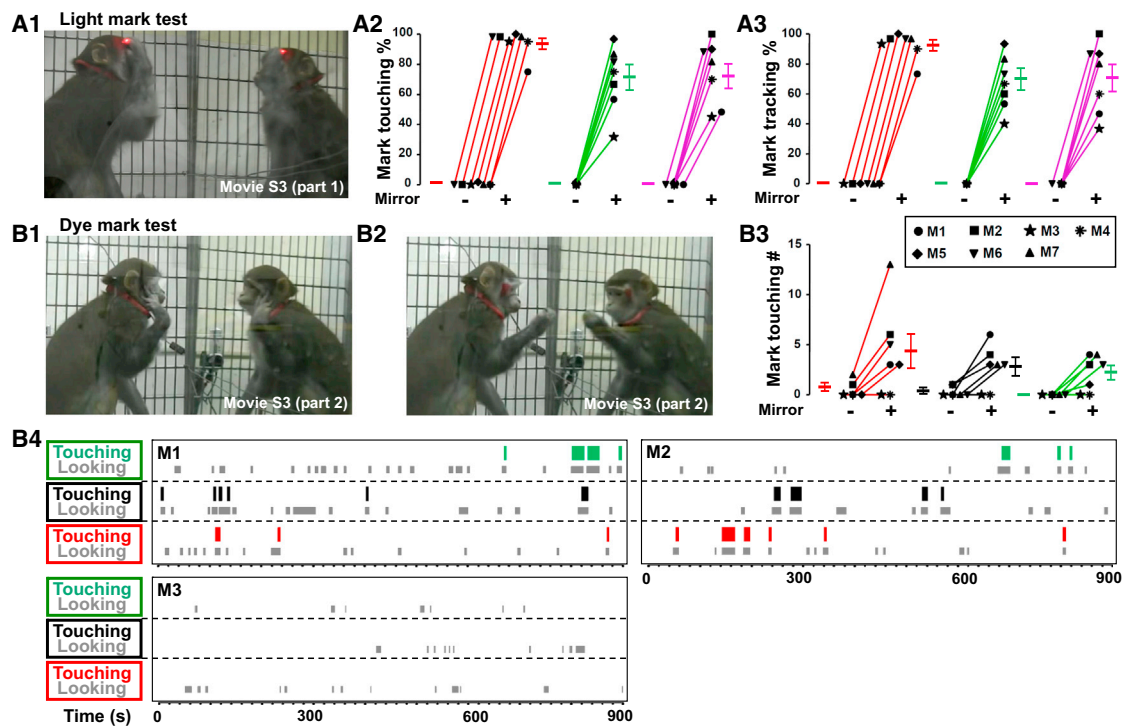 A1 Light mark test
Movie S3 (part 1)
A2
Mark touching %
100
80
60
40
20
0
Mirror - + - + - +
A3
Mark tracking %
100
80
60
40
20
0
Mirror - + - + - +
B1 Dye mark test
Movie S3 (part 2)
B2
Movie S3 (part 2)
B3
M1 M2 M3 M4
M5 M6 M7
Mark touching #
15
10
5
0
Mirror - + - + - +
B4
Touching
Looking
Touching
Looking
Touching
Looking
M1
M2
0 300 600 900
Touching
Looking
Touching
Looking
Touching
Looking
M3
Time (s) 0 300 600 900